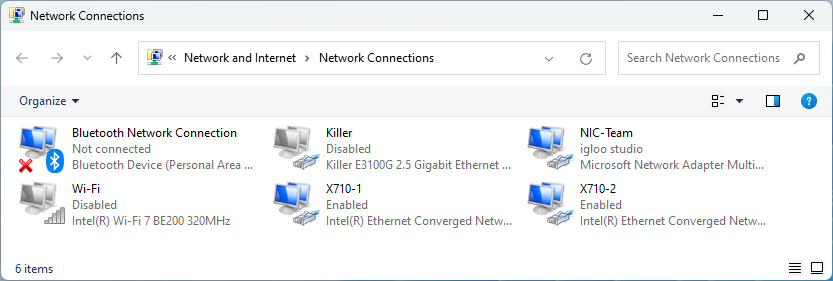 Network Connections
« Network and Internet > Network Connections
Search Network Connections
Organize
Bluetooth Network Connection
Not connected
Bluetooth Device (Personal Area ...
Killer
Disabled
Killer E3100G 2.5 Gigabit Ethernet ...
NIC-Team
igloo studio
Microsoft Network Adapter Multi...
Wi-Fi
Disabled
Intel(R) Wi-Fi 7 BE200 320MHz
X710-1
Enabled
Intel(R) Ethernet Converged Netw...
X710-2
Enabled
Intel(R) Ethernet Converged Netw...
6 items